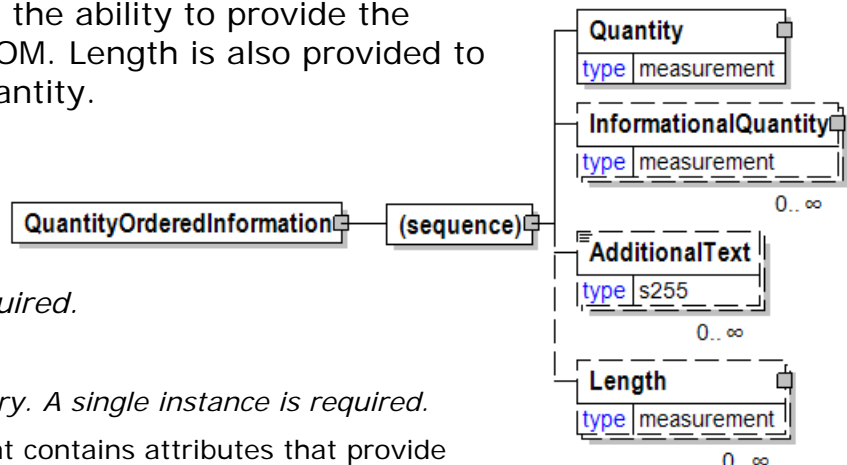 the ability to provide the
OM. Length is also provided to
antity.
uired.
ry. A single instance is required.
t contains attributes that provide
QuantityOrderedInformation
(sequence)
Quantity
type measurement
InformationalQuantity
type measurement
0.. ∞
AdditionalText
type s255
0.. ∞
Length
type measurement
0.. ∞